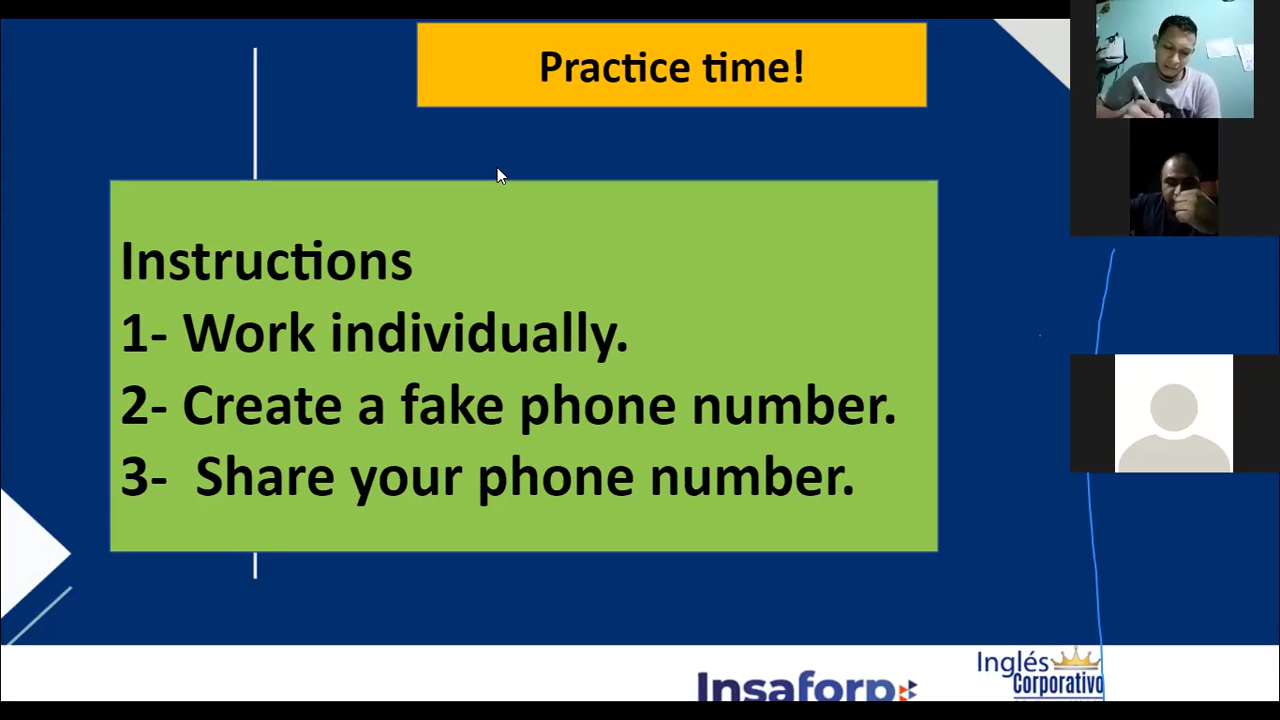 Practice time!
Instructions
1- Work individually.
2- Create a fake phone number.
3- Share your phone number.
Insaforp
Inglés
Corporativo